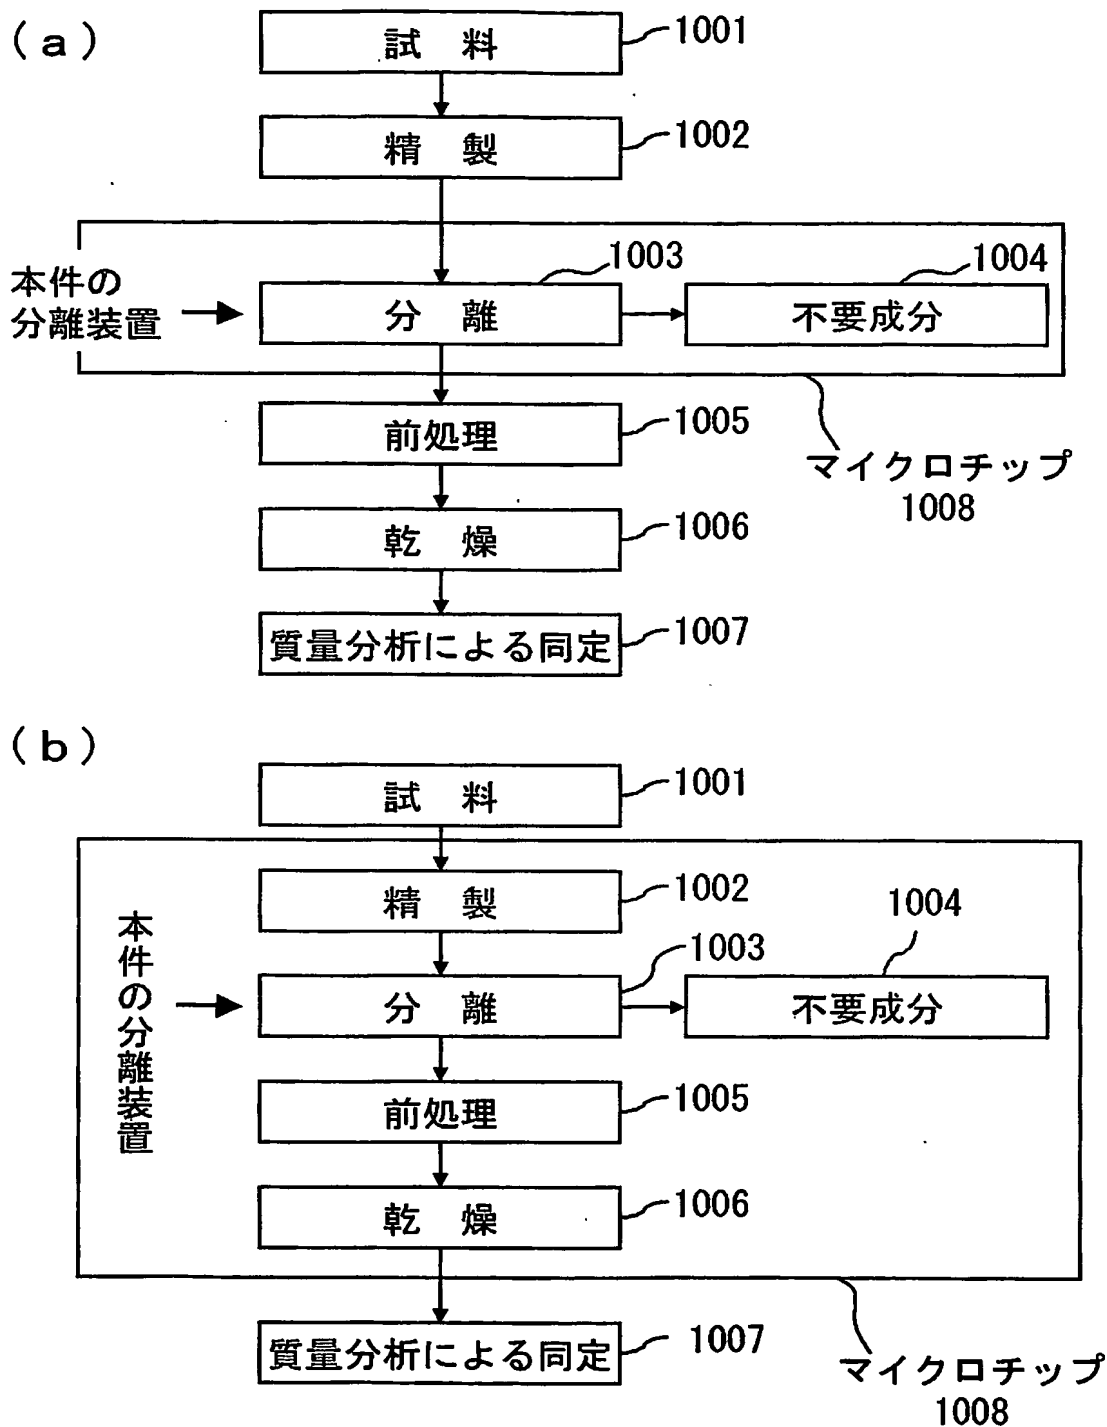 (a)
試 料
1001
精 製
1002
本件の
分離装置
分 離
1003
不要成分
1004
前処理
1005
マイクロチップ
1008
乾 燥
1006
質量分析による同定
1007
(b)
試 料
1001
精 製
1002
本件の分離装置
分 離
1003
不要成分
1004
前処理
1005
乾 燥
1006
質量分析による同定
1007
マイクロチップ
1008